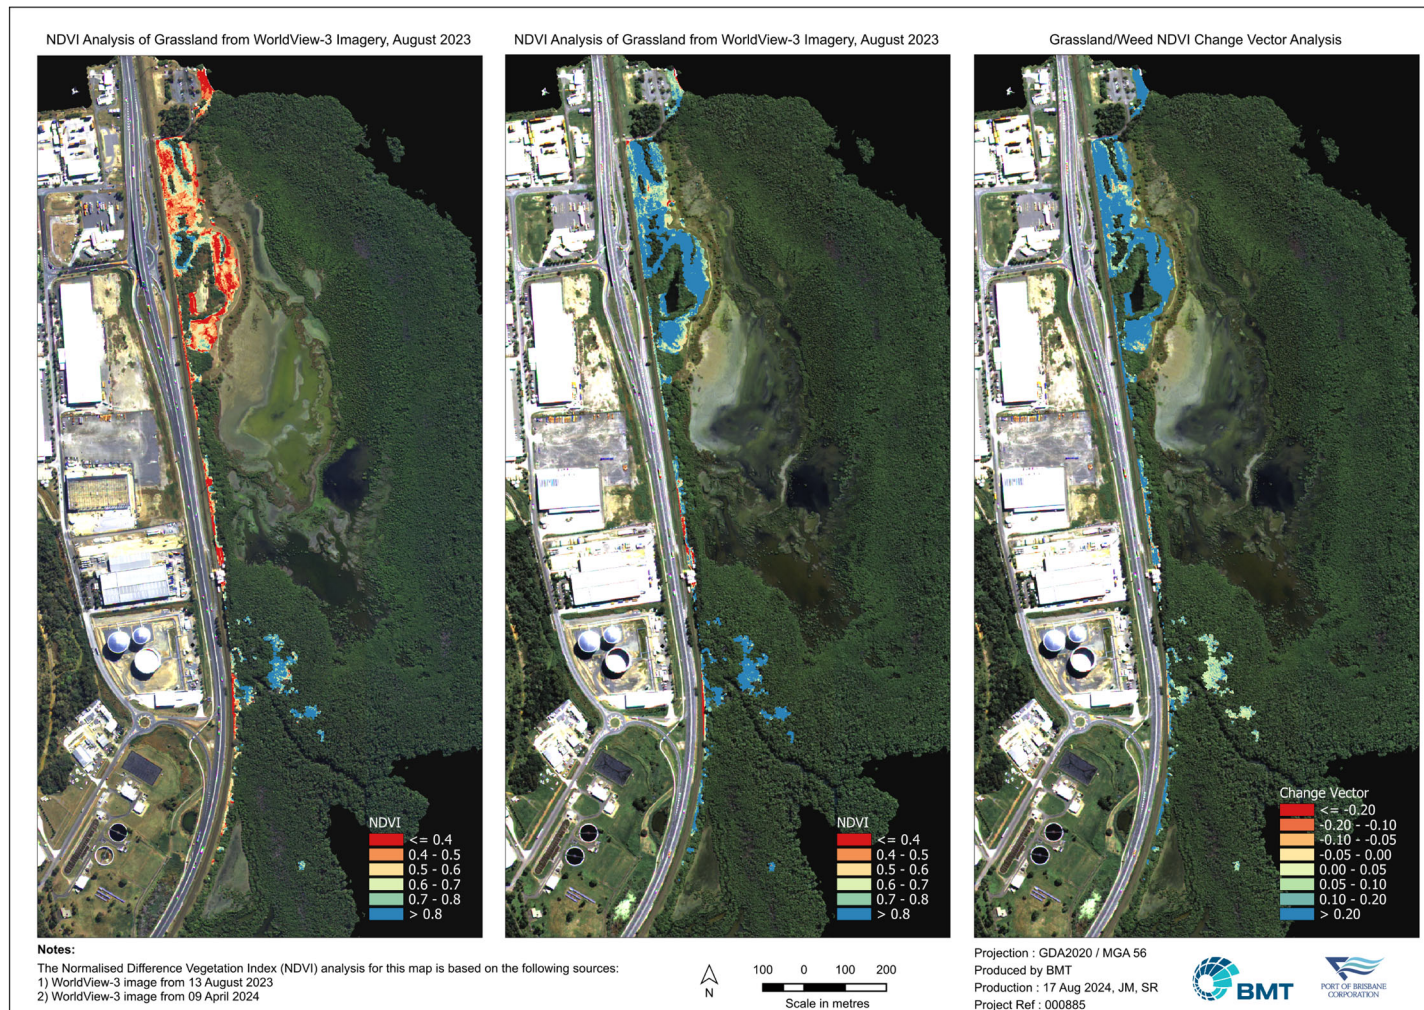 NDVI Analysis of Grassland from WorldView-3 Imagery, August 2023
NDVI Analysis of Grassland from WorldView-3 Imagery, August 2023
Grassland/Weed NDVI Change Vector Analysis
NDVI
<= 0.4
0.4 - 0.5
0.5 - 0.6
0.6 - 0.7
0.7 - 0.8
> 0.8
NDVI
<= 0.4
0.4 - 0.5
0.5 - 0.6
0.6 - 0.7
0.7 - 0.8
> 0.8
Change Vector
<= -0.20
-0.20 - -0.10
-0.10 - -0.05
-0.05 - 0.00
0.00 - 0.05
0.05 - 0.10
0.10 - 0.20
> 0.20
Notes:
The Normalised Difference Vegetation Index (NDVI) analysis for this map is based on the following sources:
1) WorldView-3 image from 13 August 2023
2) WorldView-3 image from 09 April 2024
N
100 0 100 200
Scale in metres
Projection : GDA2020 / MGA 56
Produced by BMT
Production : 17 Aug 2024, JM, SR
Project Ref : 000885
BMT
PORT OF BRISBANE
CORPORATION